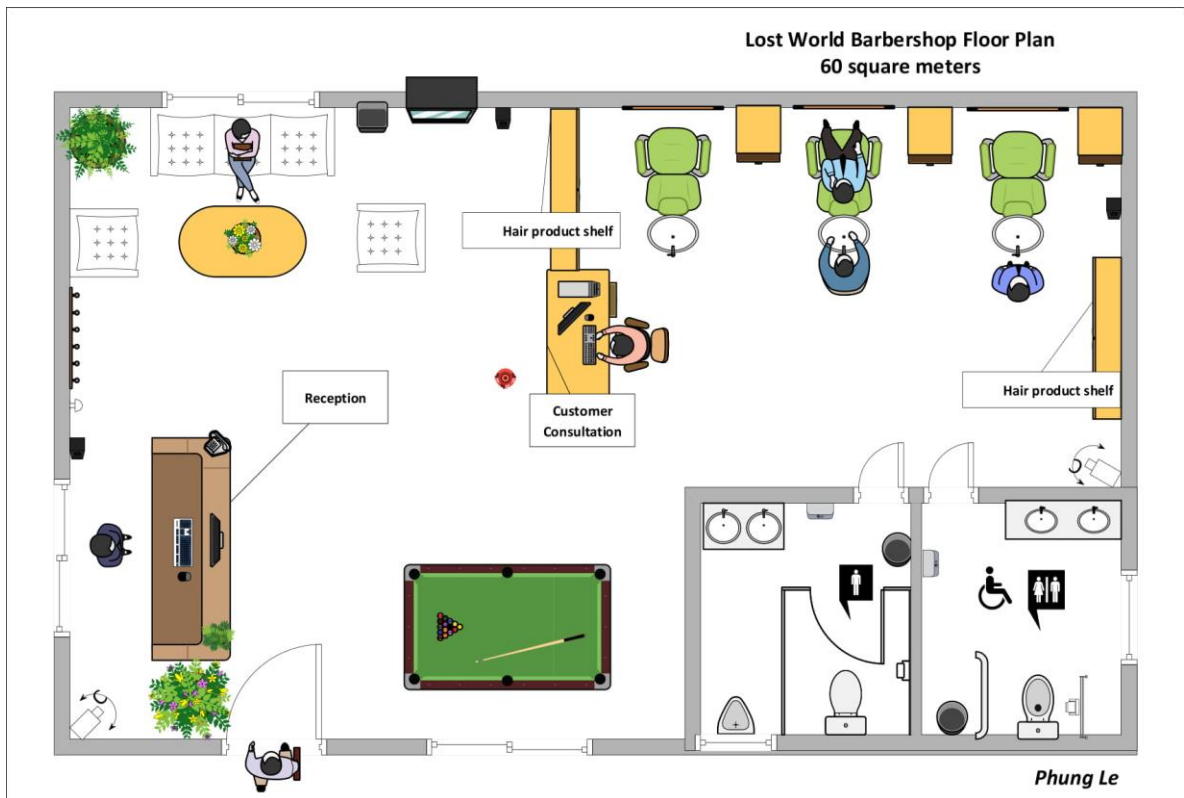 Lost World Barbershop Floor Plan
60 square meters
Hair product shelf
Reception
Hair product shelf
Customer
Consultation
Phung Le